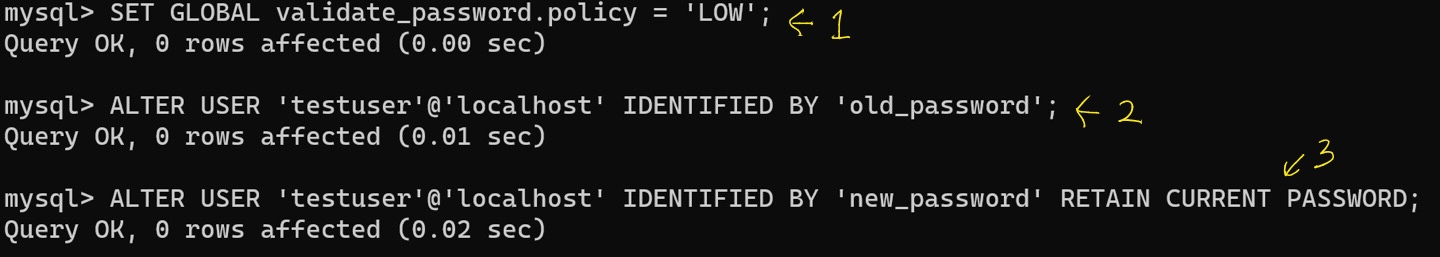 mysql> SET GLOBAL validate_password.policy = 'LOW'; ← 1
Query OK, 0 rows affected (0.00 sec)
mysql> ALTER USER 'testuser'@'localhost' IDENTIFIED BY 'old_password'; ← 2
Query OK, 0 rows affected (0.01 sec)
↙ 3
mysql> ALTER USER 'testuser'@'localhost' IDENTIFIED BY 'new_password' RETAIN CURRENT PASSWORD;
Query OK, 0 rows affected (0.02 sec)